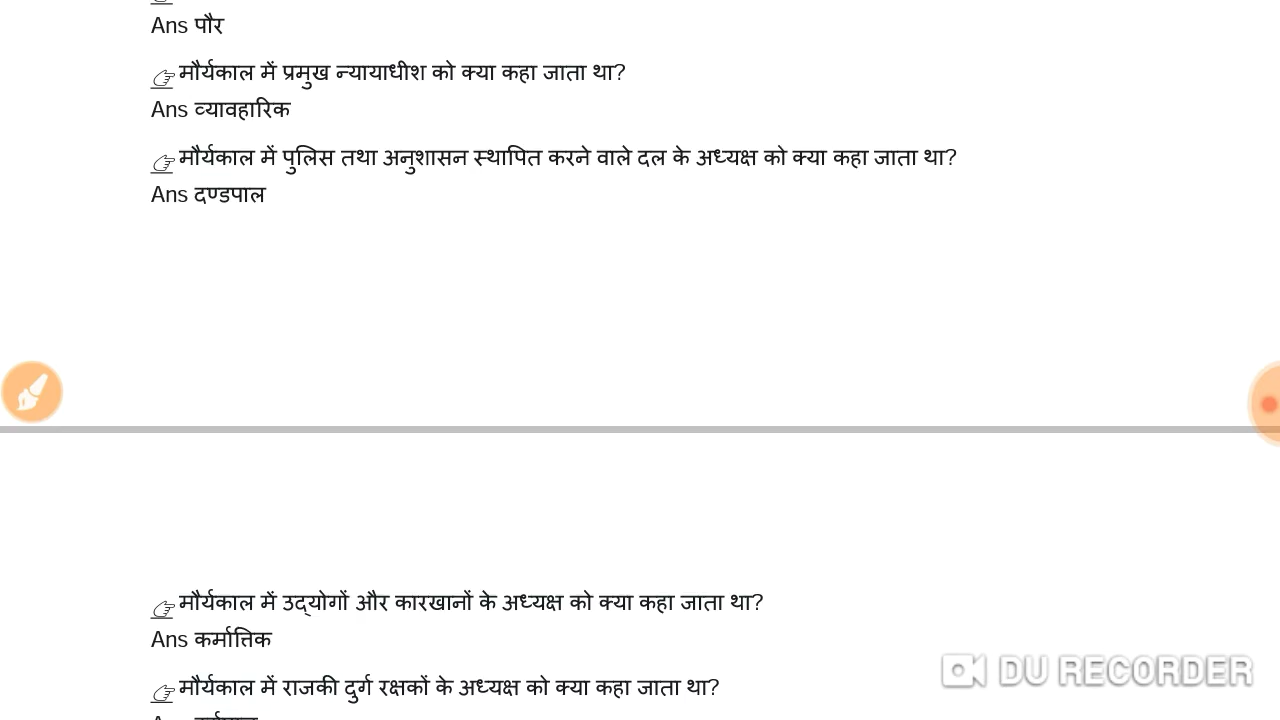 Ans पौर
👉मौर्यकाल में प्रमुख न्यायाधीश को क्या कहा जाता था?
Ans व्यावहारिक
👉मौर्यकाल में पुलिस तथा अनुशासन स्थापित करने वाले दल के अध्यक्ष को क्या कहा जाता था?
Ans दण्डपाल
👉मौर्यकाल में उद्योगों और कारखानों के अध्यक्ष को क्या कहा जाता था?
Ans कर्मात्तिक
DU RECORDER
👉मौर्यकाल में राजकी दुर्ग रक्षकों के अध्यक्ष को क्या कहा जाता था?